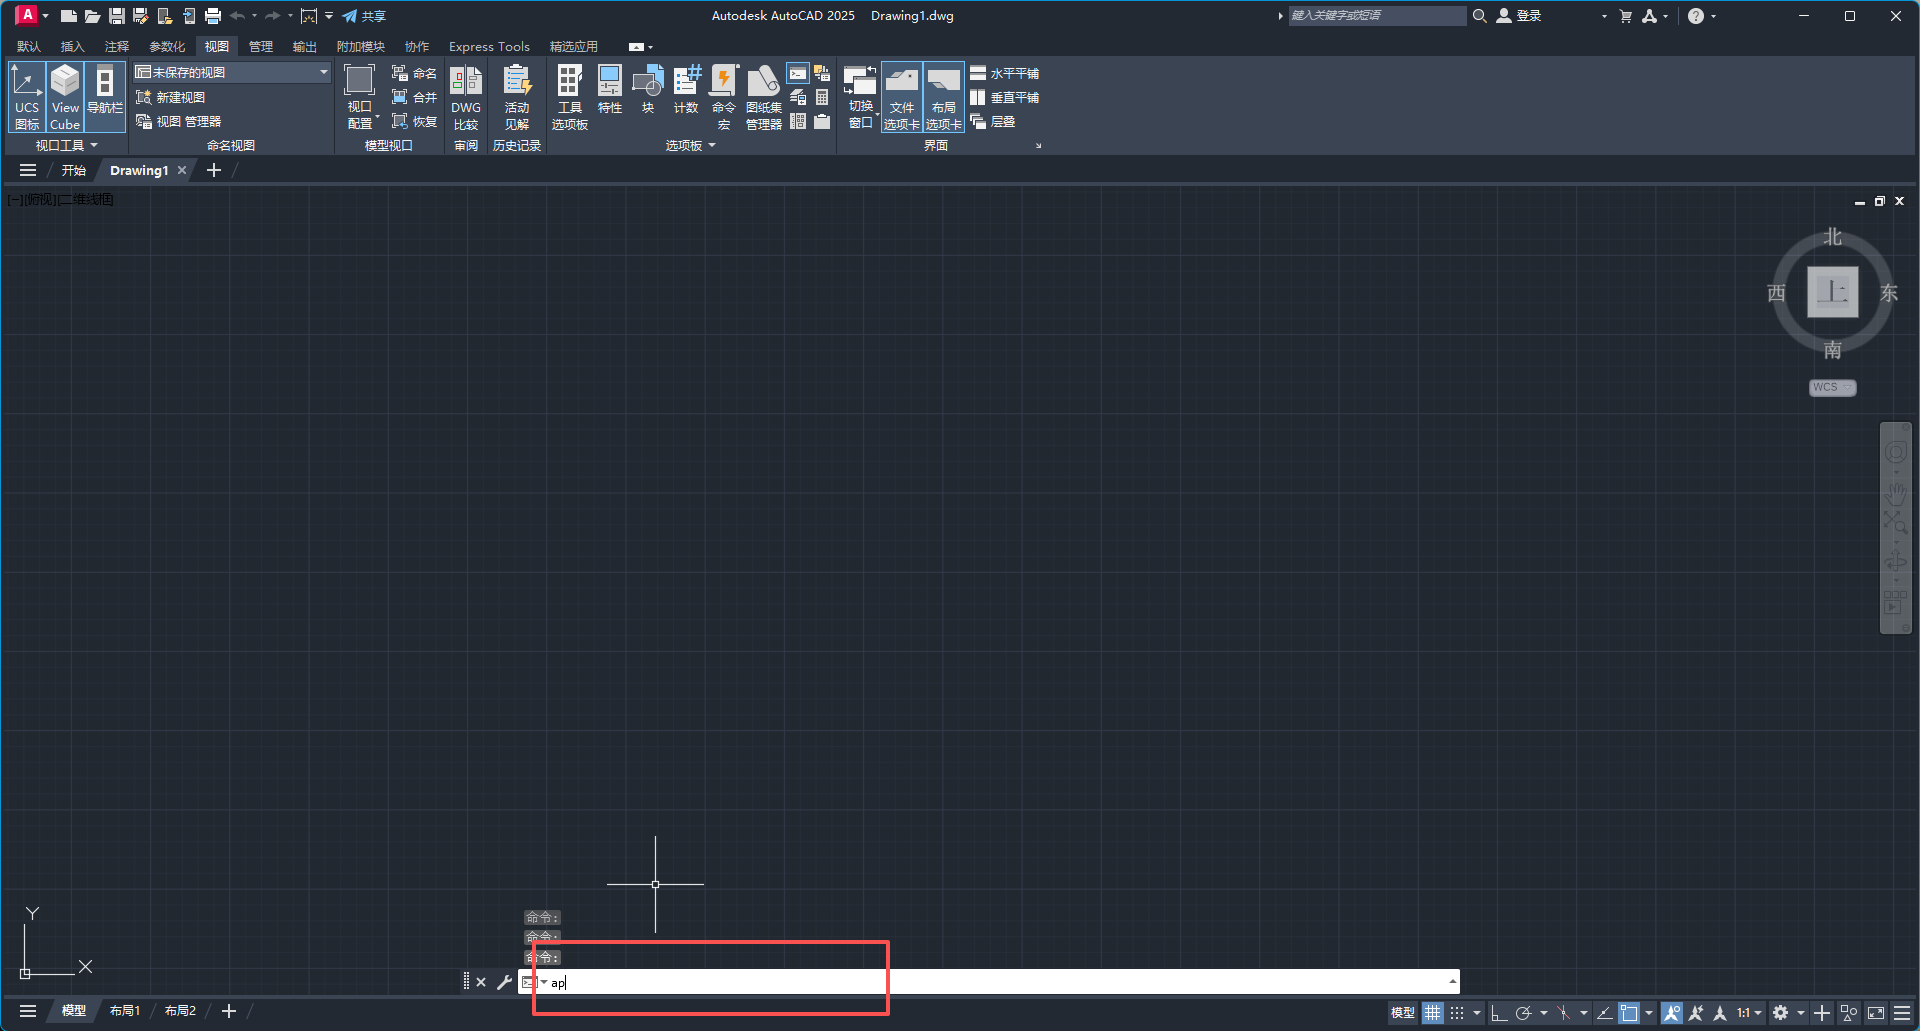 A 共享 Autodesk AutoCAD 2025 Drawing1.dwg 键入关键字或短语 登录
默认 插入 注释 参数化 视图 管理 输出 附加模块 协作 Express Tools 精选应用
UCS 图标
View Cube
导航栏
视口工具
未保存的视图
新建视图
视图 管理器
命名视图
视口 配置
命名
合并
恢复
模型视口
DWG 比较
审阅
活动 见解
历史记录
工具 选项板
特性
块
计数
命令 宏
图纸集 管理器
选项板
切换 窗口
文件 选项卡
布局 选项卡
水平平铺
垂直平铺
层叠
界面
开始 Drawing1
[−][俯视][二维线框]
北
西 上 东
南
WCS
Y
X
命令:
命令:
命令:
ap
模型 布局1 布局2
模型 1:1